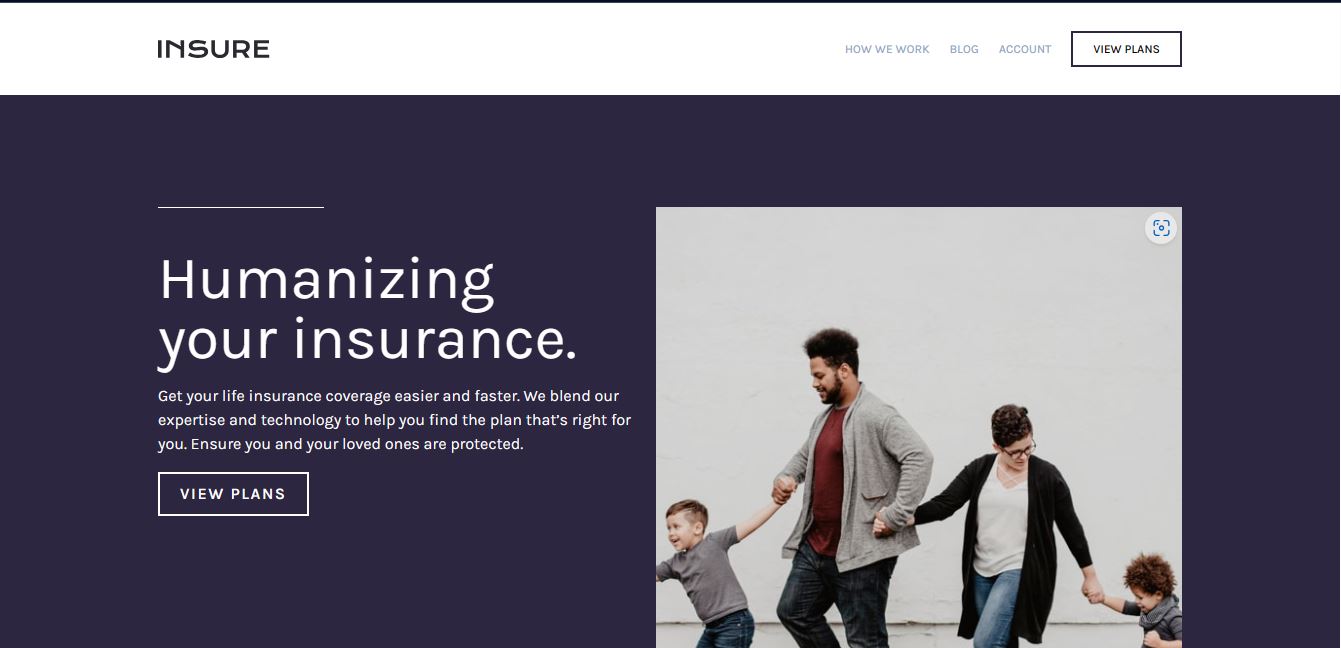 INSURE
HOW WE WORK
BLOG
ACCOUNT
VIEW PLANS
Humanizing
your insurance.
Get your life insurance coverage easier and faster. We blend our
expertise and technology to help you find the plan that’s right for
you. Ensure you and your loved ones are protected.
VIEW PLANS